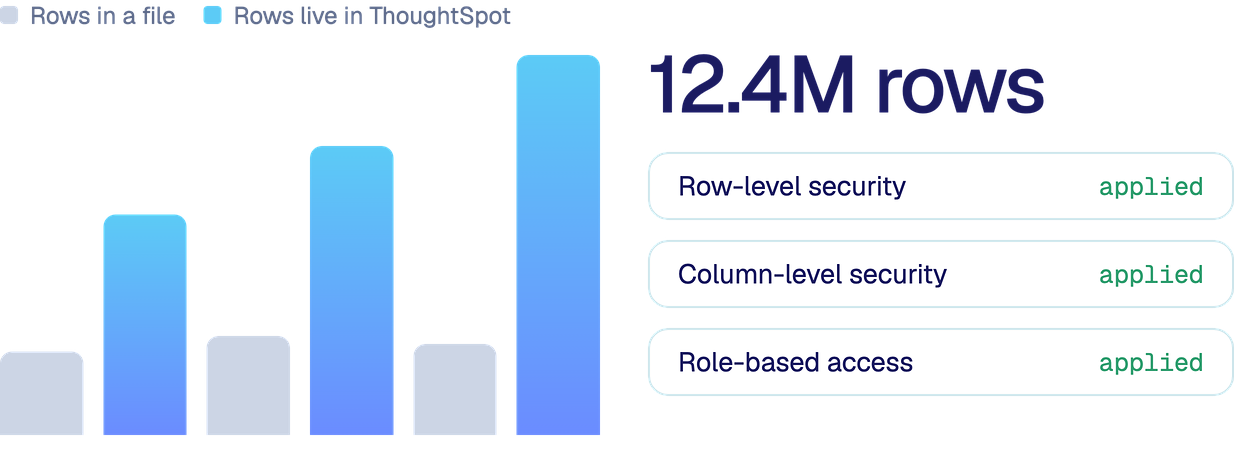 Rows in a file
Rows live in ThoughtSpot
12.4M rows
Row-level security applied
Column-level security applied
Role-based access applied